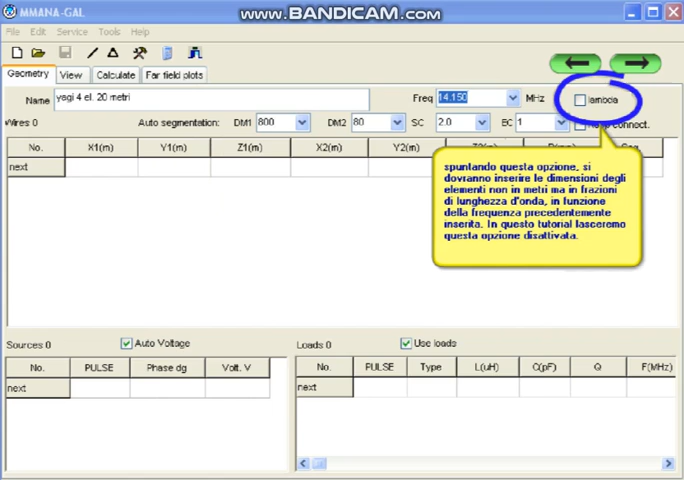 www.BANDICAM.com
MMANA-GAL
File Edit Service Tools Help
Geometry View Calculate Far field plots
Name yagi 4 el. 20 metri Freq 14.150 MHz lambda
Wires 0 Auto segmentation: DM1 800 DM2 80 SC 2.0 EC 1 connect.
No. X1(m) Y1(m) Z1(m) X2(m) Y2(m) Seg.
next
spuntando questa opzione, si
dovranno inserire le dimensioni degli
elementi non in metri ma in frazioni
di lunghezza d'onda, in funzione
della frequenza precedentemente
inserita. In questo tutorial lasceremo
questa opzione disattivata.
Sources 0 Auto Voltage Loads 0 Use loads
No. PULSE Phase dg Volt. V No. PULSE Type L(uH) C(pF) Q F(MHz)
next next